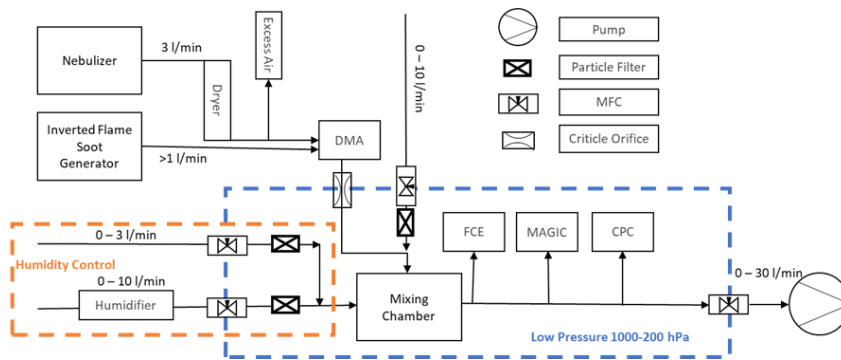 Nebulizer
3 l/min
Dryer
Excess Air
Inverted Flame
Soot
Generator
>1 l/min
DMA
0 – 10 l/min
Pump
Particle Filter
MFC
Criticle Orifice
0 – 3 l/min
Humidity Control
0 – 10 l/min
Humidifier
Mixing
Chamber
FCE
MAGIC
CPC
0 – 30 l/min
Low Pressure 1000-200 hPa